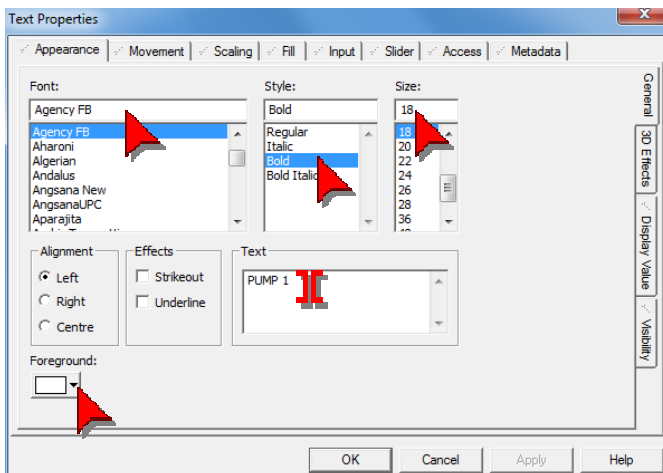 Text Properties
Appearance Movement Scaling Fill Input Slider Access Metadata
Font: Style: Size:
Agency FB Bold 18
Agency FB Regular 18
Aharoni Italic 20
Algerian Bold 22
Andalus Bold Italic 24
Angsana New 26
AngsanaUPC 28
Aparajita 36
Alignment Effects Text
Left Strikeout PUMP 1
Right Underline
Centre
Foreground:
OK Cancel Apply Help
General
3D Effects
Display Value
Visibility